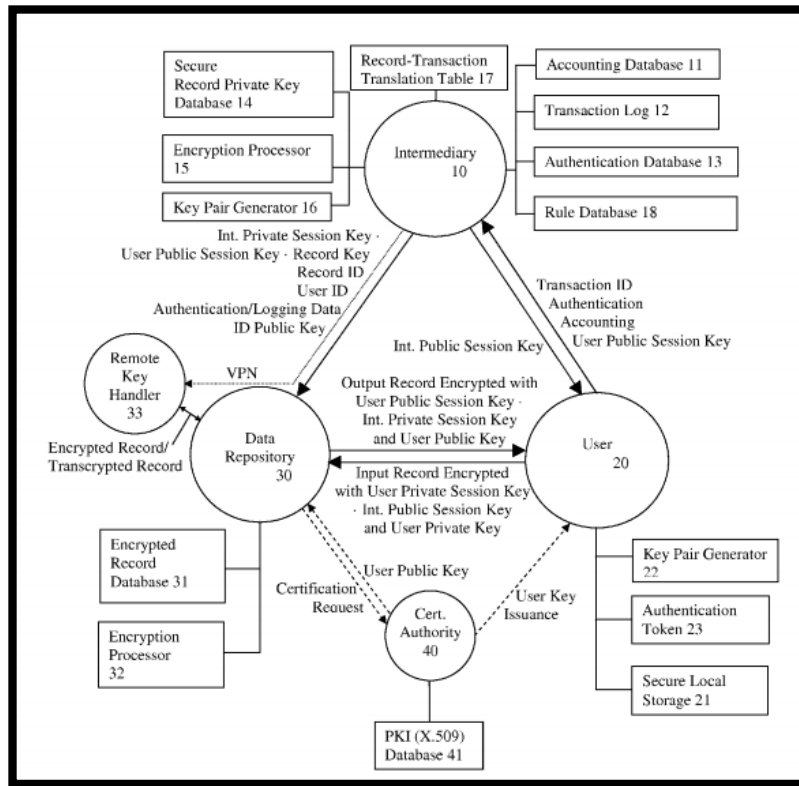 Secure
Record Private Key
Database 14
Record-Transaction
Translation Table 17
Accounting Database 11
Transaction Log 12
Encryption Processor
15
Intermediary
10
Authentication Database 13
Key Pair Generator 16
Rule Database 18
Int. Private Session Key ·
User Public Session Key · Record Key
Record ID
User ID
Authentication/Logging Data
ID Public Key
Transaction ID
Authentication
Accounting
User Public Session Key
Int. Public Session Key
Remote
Key
Handler
33
VPN
Output Record Encrypted with
User Public Session Key ·
Int. Private Session Key
and User Public Key
Encrypted Record/
Transcrypted Record
Data
Repository
30
User
20
Input Record Encrypted
with User Private Session Key
· Int. Public Session Key
and User Private Key
Encrypted
Record
Database 31
Key Pair Generator
22
User Public Key
Certification
Request
User Key
Issuance
Cert.
Authority
40
Authentication
Token 23
Encryption
Processor
32
Secure Local
Storage 21
PKI (X.509)
Database 41